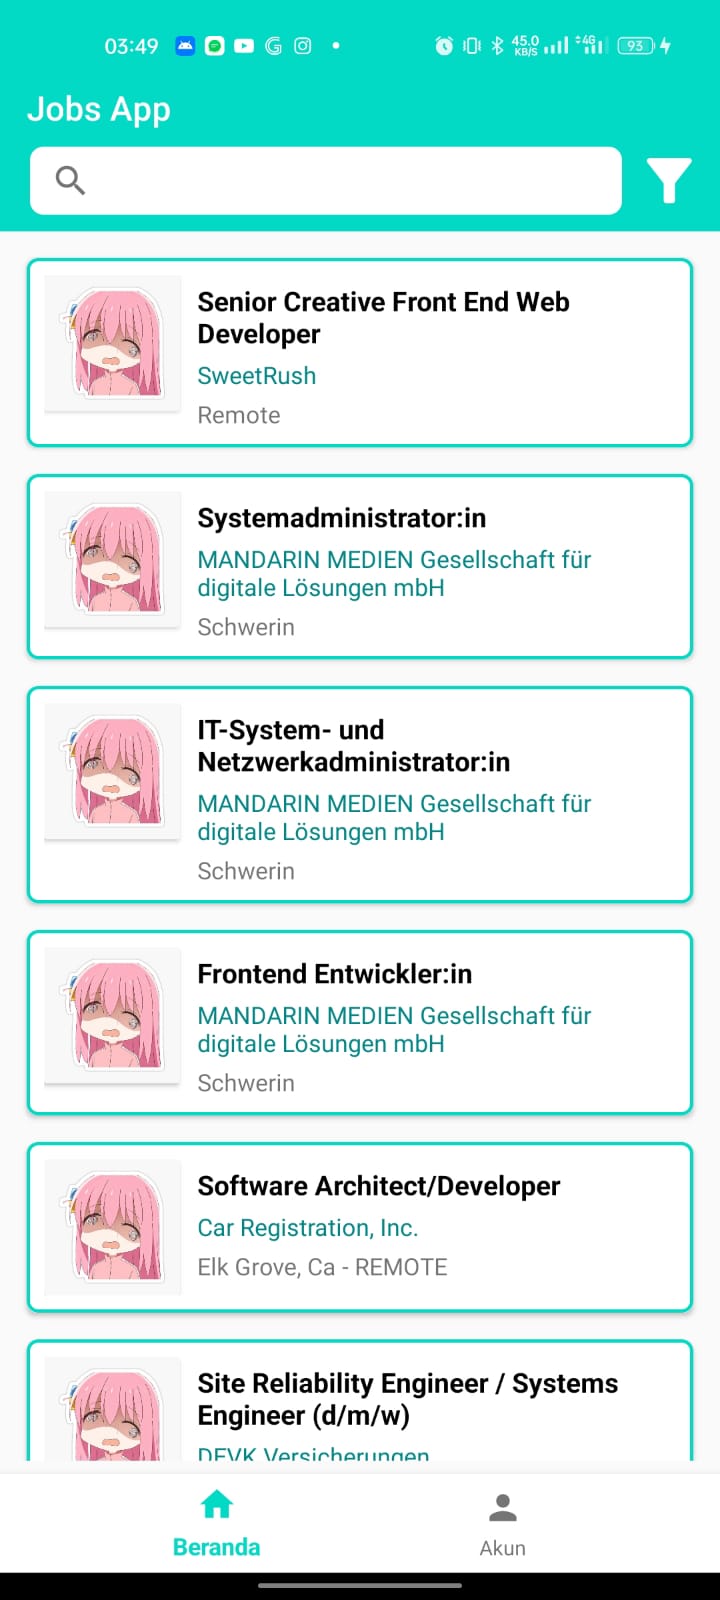 03:49
45.0
KB/S
4G
93
Jobs App
Senior Creative Front End Web
Developer
SweetRush
Remote
Systemadministrator:in
MANDARIN MEDIEN Gesellschaft für
digitale Lösungen mbH
Schwerin
IT-System- und
Netzwerkadministrator:in
MANDARIN MEDIEN Gesellschaft für
digitale Lösungen mbH
Schwerin
Frontend Entwickler:in
MANDARIN MEDIEN Gesellschaft für
digitale Lösungen mbH
Schwerin
Software Architect/Developer
Car Registration, Inc.
Elk Grove, Ca - REMOTE
Site Reliability Engineer / Systems
Engineer (d/m/w)
DEVK Versicherungen
Beranda
Akun